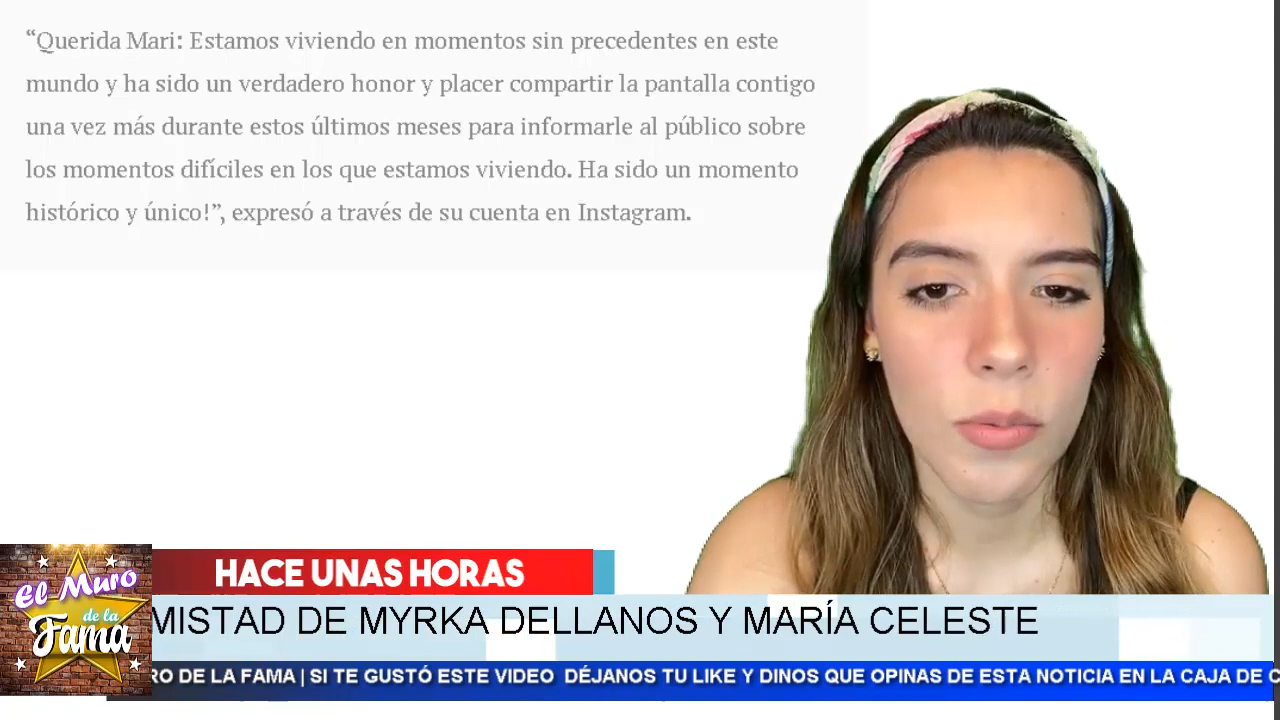 “Querida Mari: Estamos viviendo en momentos sin precedentes en este
mundo y ha sido un verdadero honor y placer compartir la pantalla contigo
una vez más durante estos últimos meses para informarle al público sobre
los momentos difíciles en los que estamos viviendo. Ha sido un momento
histórico y único!”, expresó a través de su cuenta en Instagram.
HACE UNAS HORAS
El Muro
de la
Fama
MISTAD DE MYRKA DELLANOS Y MARÍA CELESTE
RO DE LA FAMA | SI TE GUSTÓ ESTE VIDEO DÉJANOS TU LIKE Y DINOS QUE OPINAS DE ESTA NOTICIA EN LA CAJA DE C